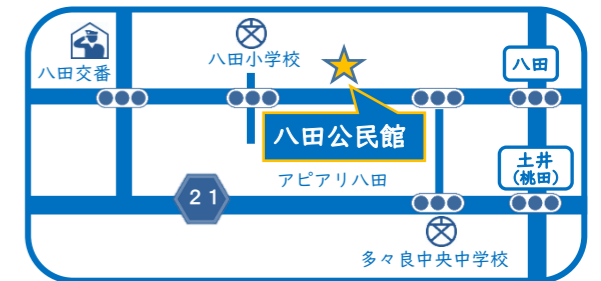 八田小学校
八田
八田交番
八田公民館
土井
(桃田)
アピアリ八田
21
多々良中央中学校